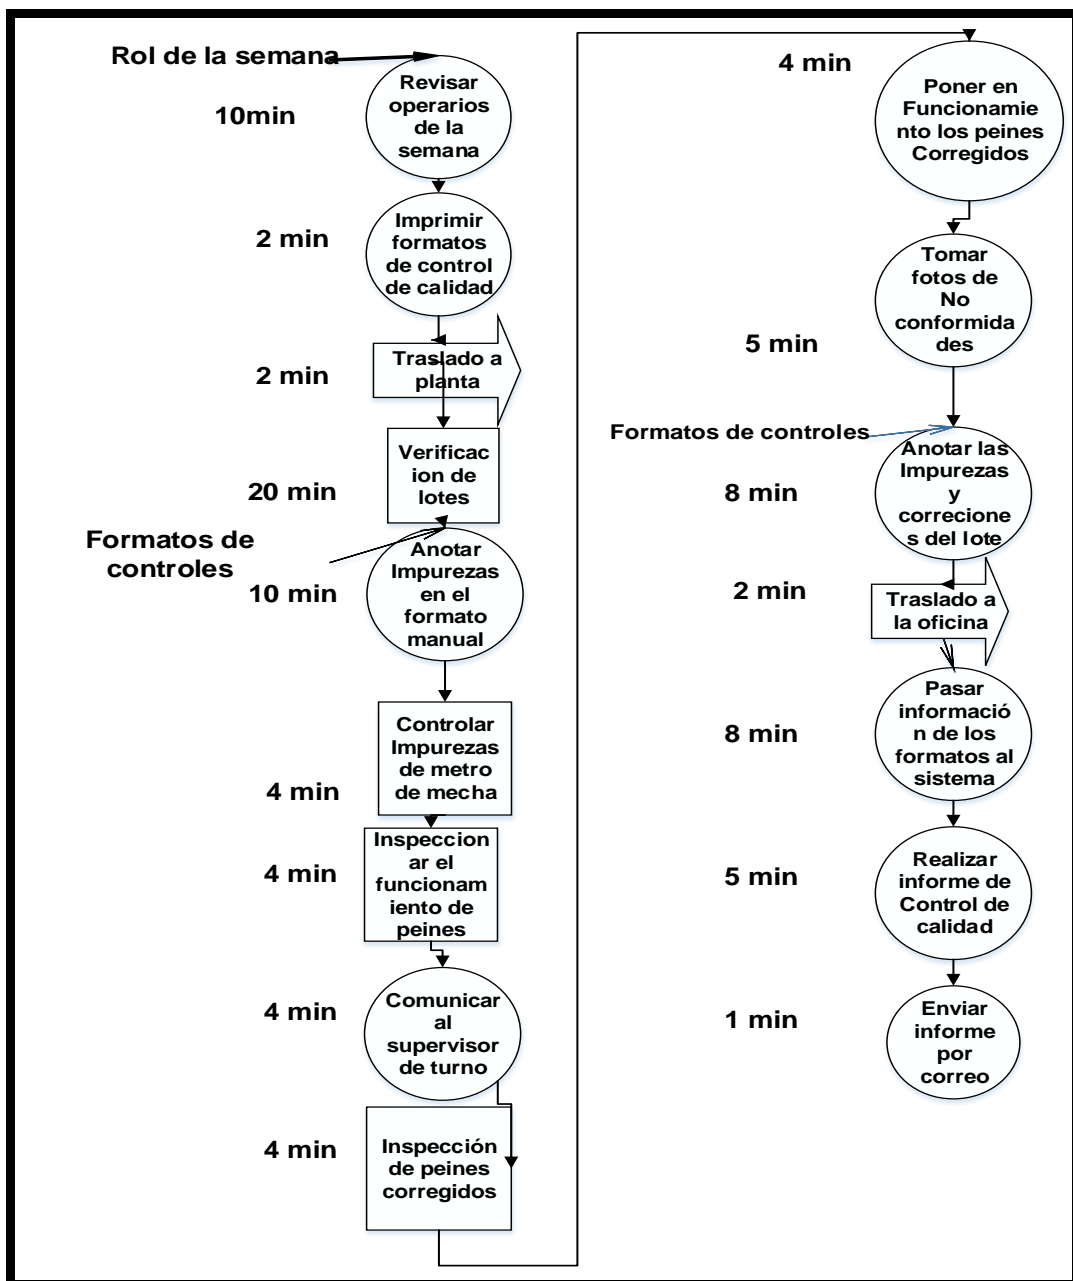 Rol de la semana
10min
Revisar
operarios
de la
semana
2 min
Imprimir
formatos
de control
de calidad
2 min
Traslado a
planta
20 min
Verificac
ion de
lotes
Formatos de
controles
10 min
Anotar
Impurezas
en el
formato
manual
4 min
Controlar
Impurezas
de metro
de mecha
4 min
Inspeccion
ar el
funcionam
iento de
peines
4 min
Comunicar
al
supervisor
de turno
4 min
Inspección
de peines
corregidos
4 min
Poner en
Funcionamie
nto los peines
Corregidos
5 min
Tomar
fotos de
No
conformida
des
Formatos de controles
8 min
Anotar las
Impurezas
y
correcione
s del lote
2 min
Traslado a
la oficina
8 min
Pasar
informació
n de los
formatos al
sistema
5 min
Realizar
informe de
Control de
calidad
1 min
Enviar
informe
por
correo